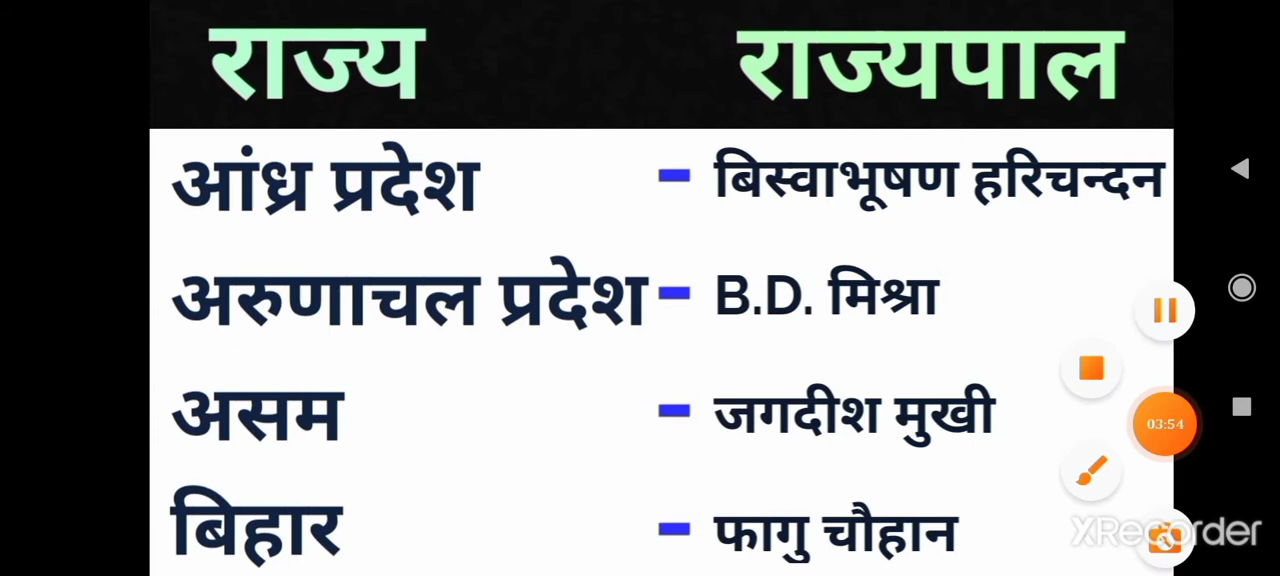 राज्य राज्यपाल
आंध्र प्रदेश - बिस्वाभूषण हरिचन्दन
अरुणाचल प्रदेश - B.D. मिश्रा
असम - जगदीश मुखी
03:54
बिहार - फागु चौहान
XRecorder